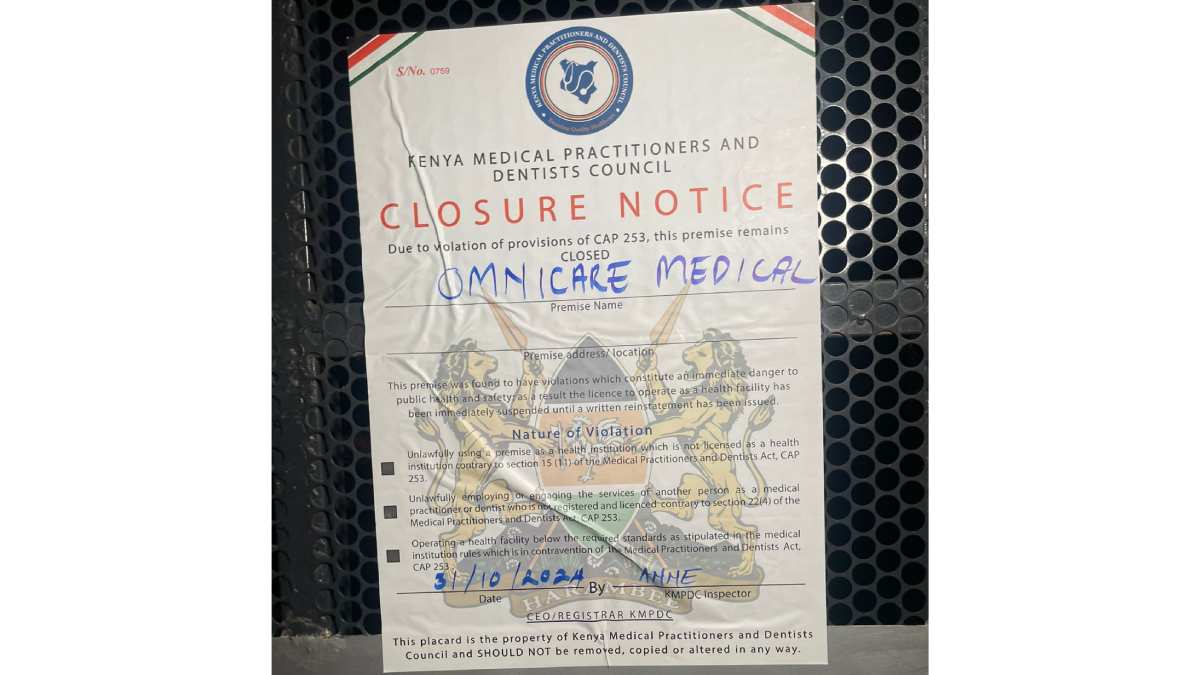 S/No. 0759
KENYA MEDICAL PRACTITIONERS AND DENTISTS COUNCIL
Ensuring Quality Healthcare
KENYA MEDICAL PRACTITIONERS AND
DENTISTS COUNCIL
CLOSURE NOTICE
Due to violation of provisions of CAP 253, this premise remains
CLOSED
OMNICARE MEDICAL
Premise Name
Premise address/ location
This premise was found to have violations which constitute an immediate danger to
public health and safety; as a result the licence to operate as a health facility has
been immediately suspended until a written reinstatement has been issued.
Nature of Violation
Unlawfully using a premise as a health institution which is not licensed as a health
institution contrary to section 15 (11) of the Medical Practitioners and Dentists Act, CAP
253.
Unlawfully employing or engaging the services of another person as a medical
practitioner or dentist who is not registered and licenced contrary to section 22(4) of the
Medical Practitioners and Dentists Act, CAP 253.
Operating a health facility below the required standards as stipulated in the medical
institution rules which is in contravention of the Medical Practitioners and Dentists Act,
CAP 253.
31/10/2024 By ANNE
Date KMPDC Inspector
HARAMBEE
CEO/REGISTRAR KMPDC
This placard is the property of Kenya Medical Practitioners and Dentists
Council and SHOULD NOT be removed, copied or altered in any way.